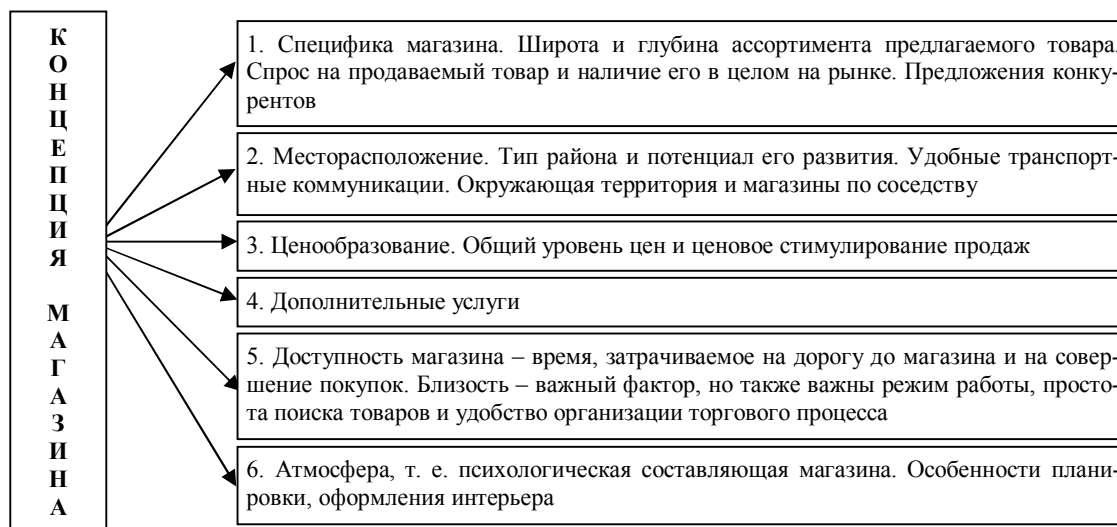 КОНЦЕПЦИЯ МАГАЗИНА
1. Специфика магазина. Широта и глубина ассортимента предлагаемого товара.
Спрос на продаваемый товар и наличие его в целом на рынке. Предложения конку-
рентов
2. Месторасположение. Тип района и потенциал его развития. Удобные транспорт-
ные коммуникации. Окружающая территория и магазины по соседству
3. Ценообразование. Общий уровень цен и ценовое стимулирование продаж
4. Дополнительные услуги
5. Доступность магазина – время, затрачиваемое на дорогу до магазина и на совер-
шение покупок. Близость – важный фактор, но также важны режим работы, просто-
та поиска товаров и удобство организации торгового процесса
6. Атмосфера, т. е. психологическая составляющая магазина. Особенности плани-
ровки, оформления интерьера